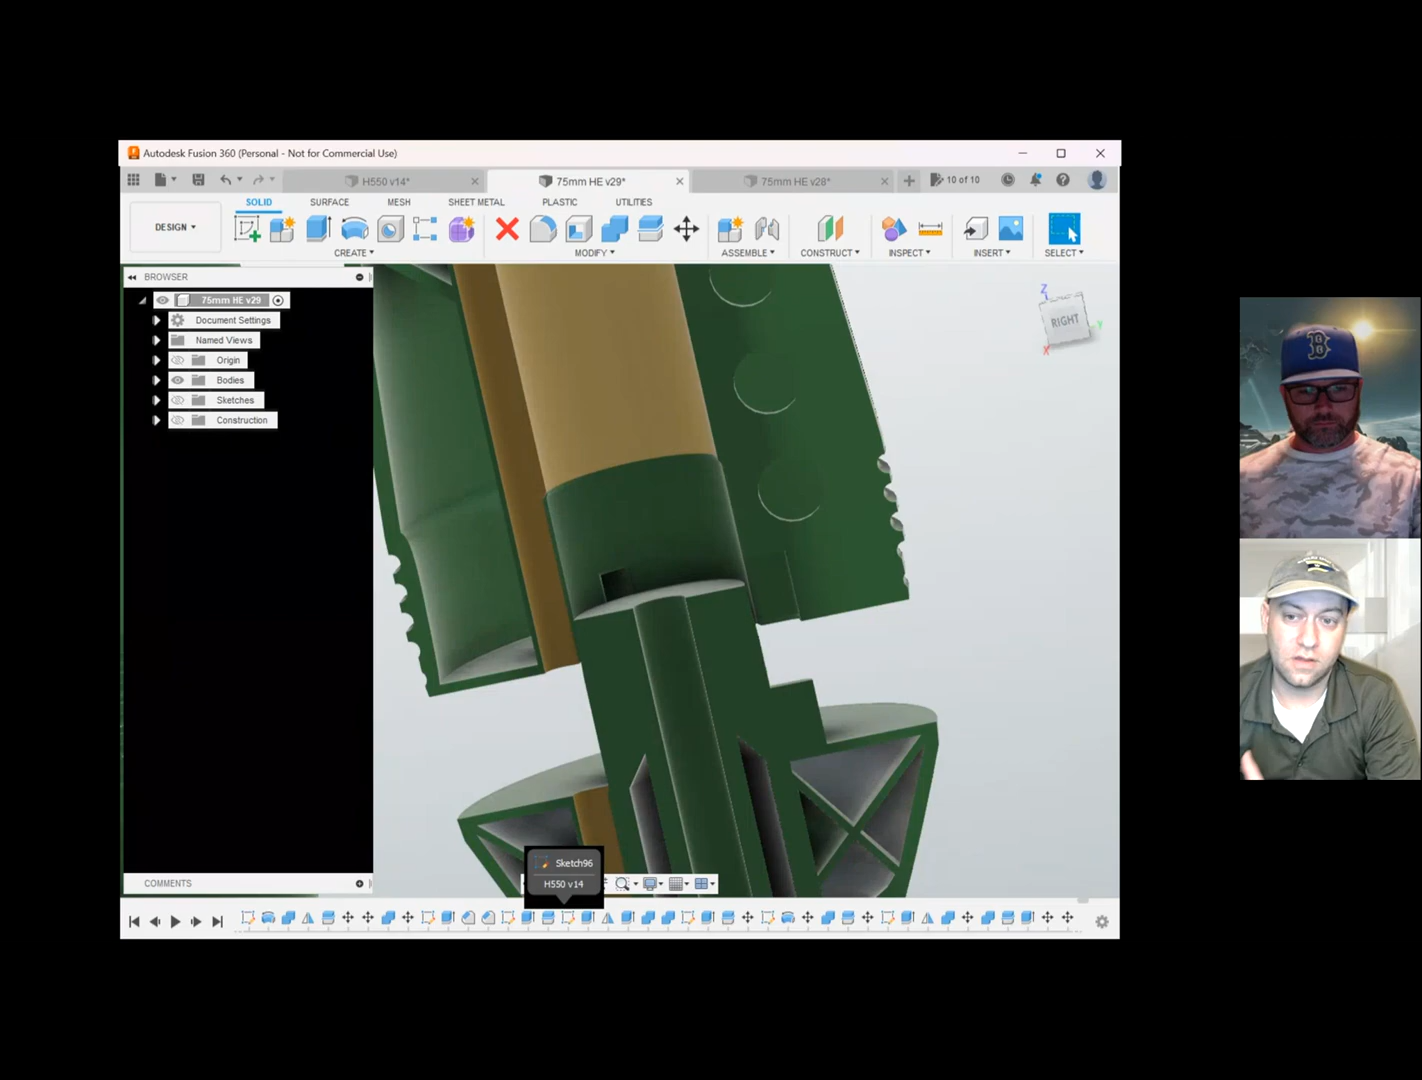 Autodesk Fusion 360 (Personal - Not for Commercial Use)
H550 v14*
75mm HE v29*
75mm HE v28*
10 of 10
SOLID
SURFACE
MESH
SHEET METAL
PLASTIC
UTILITIES
DESIGN
CREATE
MODIFY
ASSEMBLE
CONSTRUCT
INSPECT
INSERT
SELECT
BROWSER
75mm HE v29
Document Settings
Named Views
Origin
Bodies
Sketches
Construction
Z
RIGHT
Y
X
B
Sketch96
H550 v14
COMMENTS